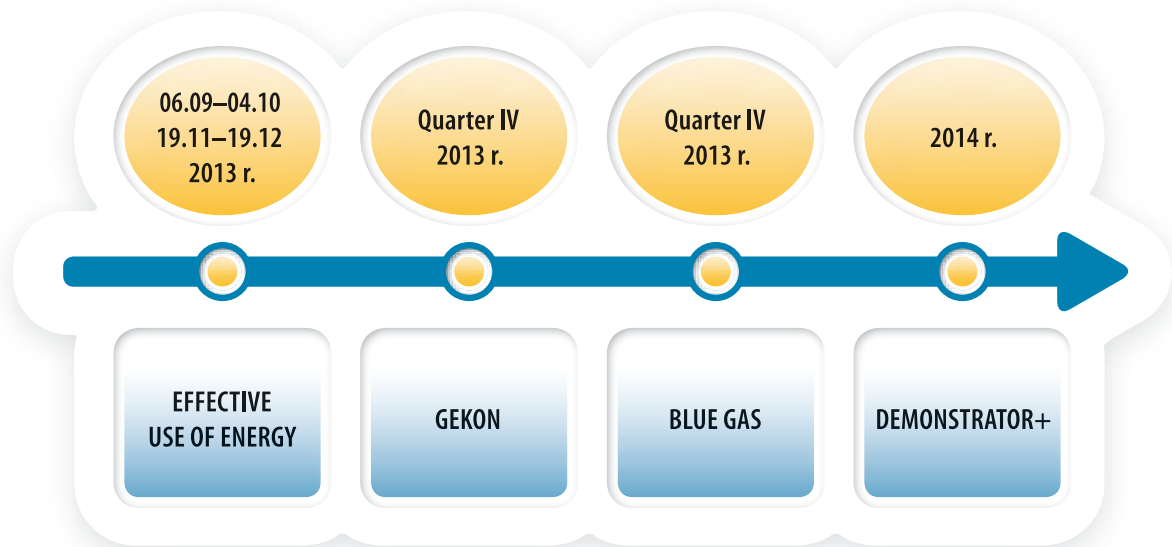 06.09–04.10
19.11–19.12
2013 r.
Quarter IV
2013 r.
Quarter IV
2013 r.
2014 r.
EFFECTIVE
USE OF ENERGY
GEKON
BLUE GAS
DEMONSTRATOR+